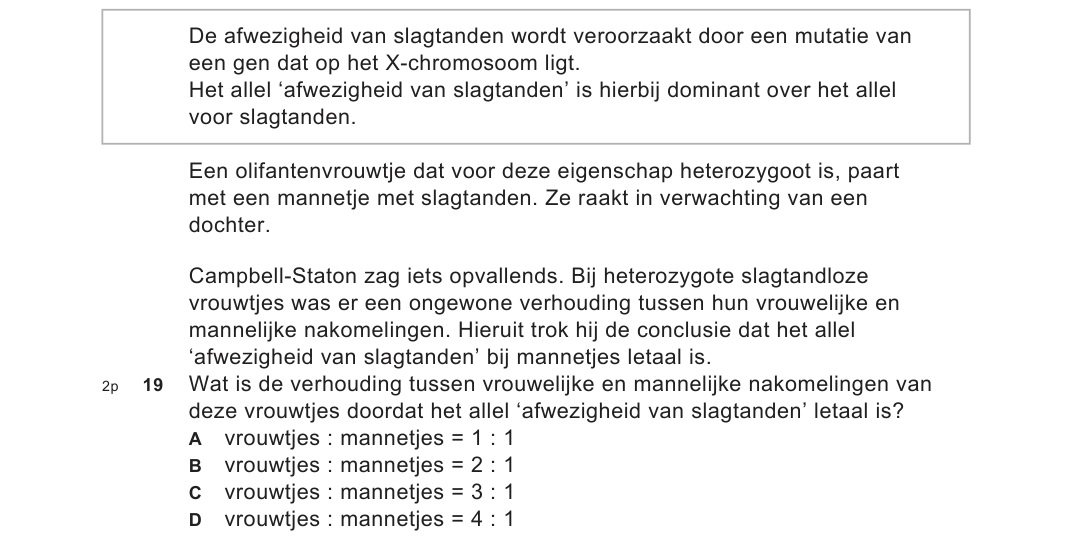 De afwezigheid van slagtanden wordt veroorzaakt door een mutatie van
een gen dat op het X-chromosoom ligt.
Het allel ‘afwezigheid van slagtanden’ is hierbij dominant over het allel
voor slagtanden.
Een olifantenvrouwtje dat voor deze eigenschap heterozygoot is, paart
met een mannetje met slagtanden. Ze raakt in verwachting van een
dochter.
Campbell-Staton zag iets opvallends. Bij heterozygote slagtandloze
vrouwtjes was er een ongewone verhouding tussen hun vrouwelijke en
mannelijke nakomelingen. Hieruit trok hij de conclusie dat het allel
‘afwezigheid van slagtanden’ bij mannetjes letaal is.
2p 19 Wat is de verhouding tussen vrouwelijke en mannelijke nakomelingen van
deze vrouwtjes doordat het allel ‘afwezigheid van slagtanden’ letaal is?
A vrouwtjes : mannetjes = 1 : 1
B vrouwtjes : mannetjes = 2 : 1
C vrouwtjes : mannetjes = 3 : 1
D vrouwtjes : mannetjes = 4 : 1